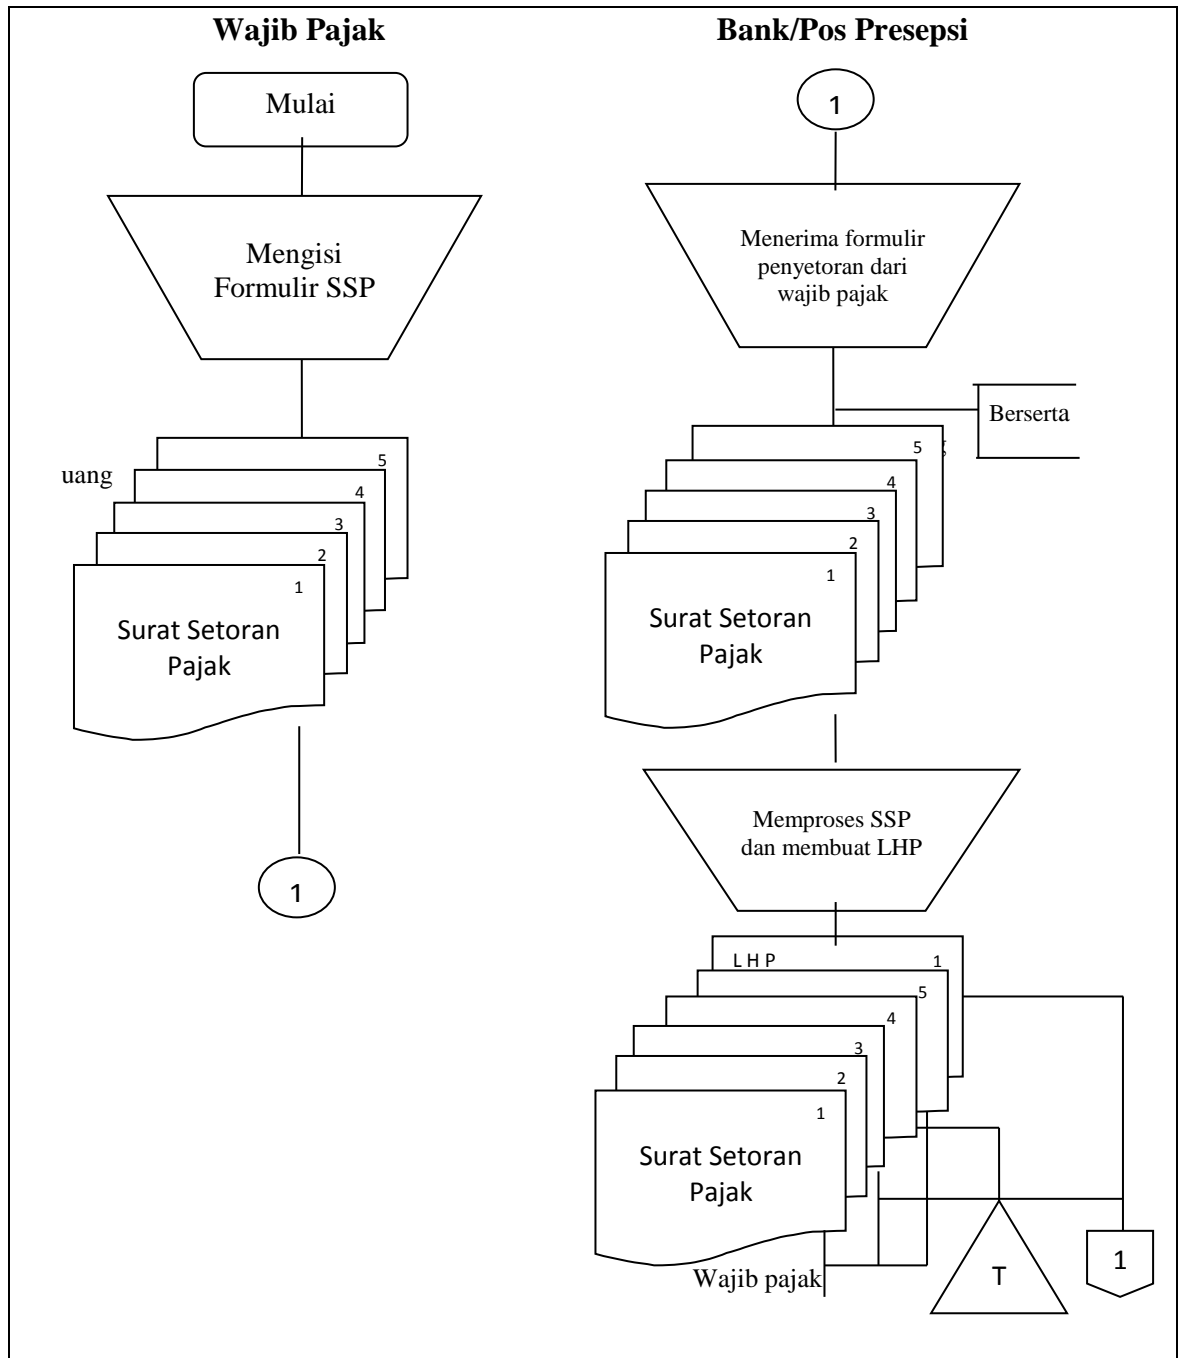 Wajib Pajak
Mulai
Mengisi
Formulir SSP
uang
5
4
3
2
1
Surat Setoran
Pajak
1
Bank/Pos Presepsi
1
Menerima formulir
penyetoran dari
wajib pajak
Berserta
5
4
3
2
1
Surat Setoran
Pajak
Memproses SSP
dan membuat LHP
L H P 1
5
4
3
2
1
Surat Setoran
Pajak
Wajib pajak
T
1